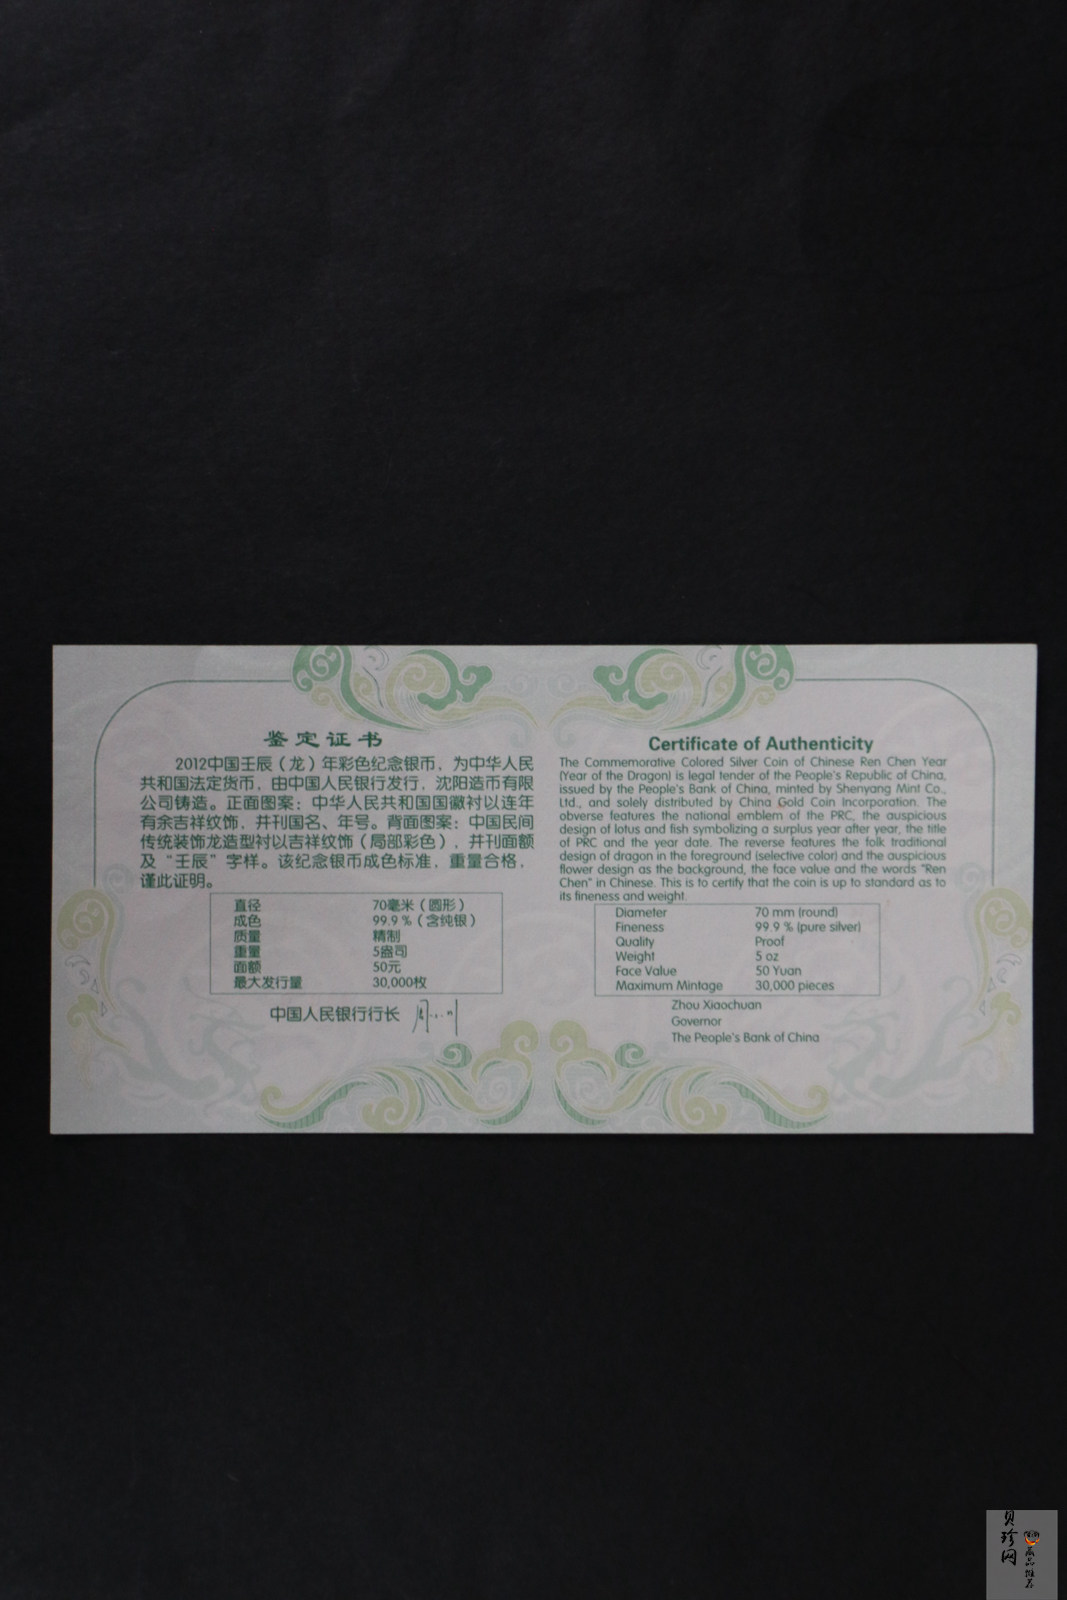 鉴定证书
2012中国壬辰（龙）年彩色纪念银币，为中华人民
共和国法定货币，由中国人民银行发行，沈阳造币有限
公司铸造。正面图案：中华人民共和国国徽衬以连年
有余吉祥纹饰，并刊国名、年号。背面图案：中国民间
传统装饰龙造型衬以吉祥纹饰（局部彩色），并刊面额
及“壬辰”字样。该纪念银币成色标准，重量合格，
谨此证明。
直径 70毫米（圆形）
成色 99.9％（含纯银）
质量 精制
重量 5盎司
面额 50元
最大发行量 30,000枚
中国人民银行行长
Certificate of Authenticity
The Commemorative Colored Silver Coin of Chinese Ren Chen Year
(Year of the Dragon) is legal tender of the People's Republic of China,
issued by the People's Bank of China, minted by Shenyang Mint Co.,
Ltd., and solely distributed by China Gold Coin Incorporation. The
obverse features the national emblem of the PRC, the auspicious
design of lotus and fish symbolizing a surplus year after year, the title
of PRC and the year date. The reverse features the folk traditional
design of dragon in the foreground (selective color) and the auspicious
flower design as the background, the face value and the words "Ren
Chen" in Chinese. This is to certify that the coin is up to standard as to
its fineness and weight.
Diameter 70 mm (round)
Fineness 99.9 % (pure silver)
Quality Proof
Weight 5 oz
Face Value 50 Yuan
Maximum Mintage 30,000 pieces
Zhou Xiaochuan
Governor
The People's Bank of China
贝珍网
商品推荐